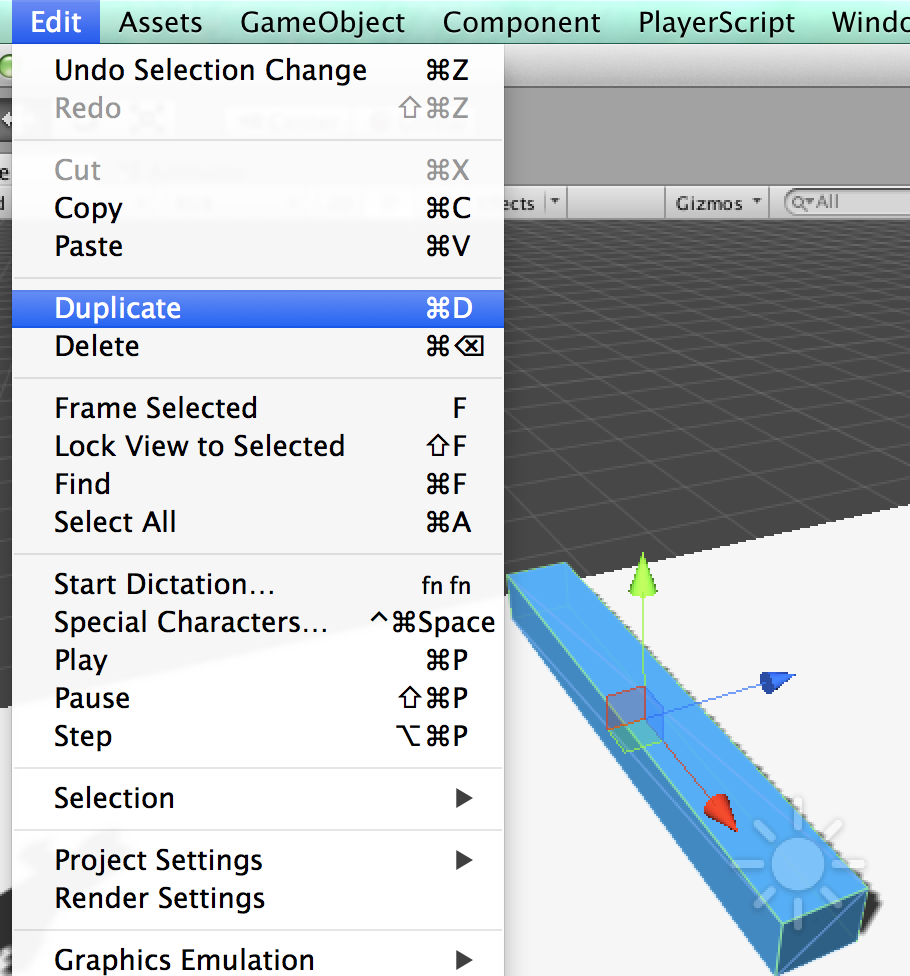 Edit Assets GameObject Component PlayerScript Windo
Undo Selection Change ⌘Z
Redo ⇧⌘Z
Cut ⌘X
Copy ⌘C
Paste ⌘V
ects Gizmos All
Duplicate ⌘D
Delete ⌘⌫
Frame Selected F
Lock View to Selected ⇧F
Find ⌘F
Select All ⌘A
Start Dictation... fn fn
Special Characters... ^⌘Space
Play ⌘P
Pause ⇧⌘P
Step ⌥⌘P
Selection ▶
Project Settings ▶
Render Settings
Graphics Emulation ▶